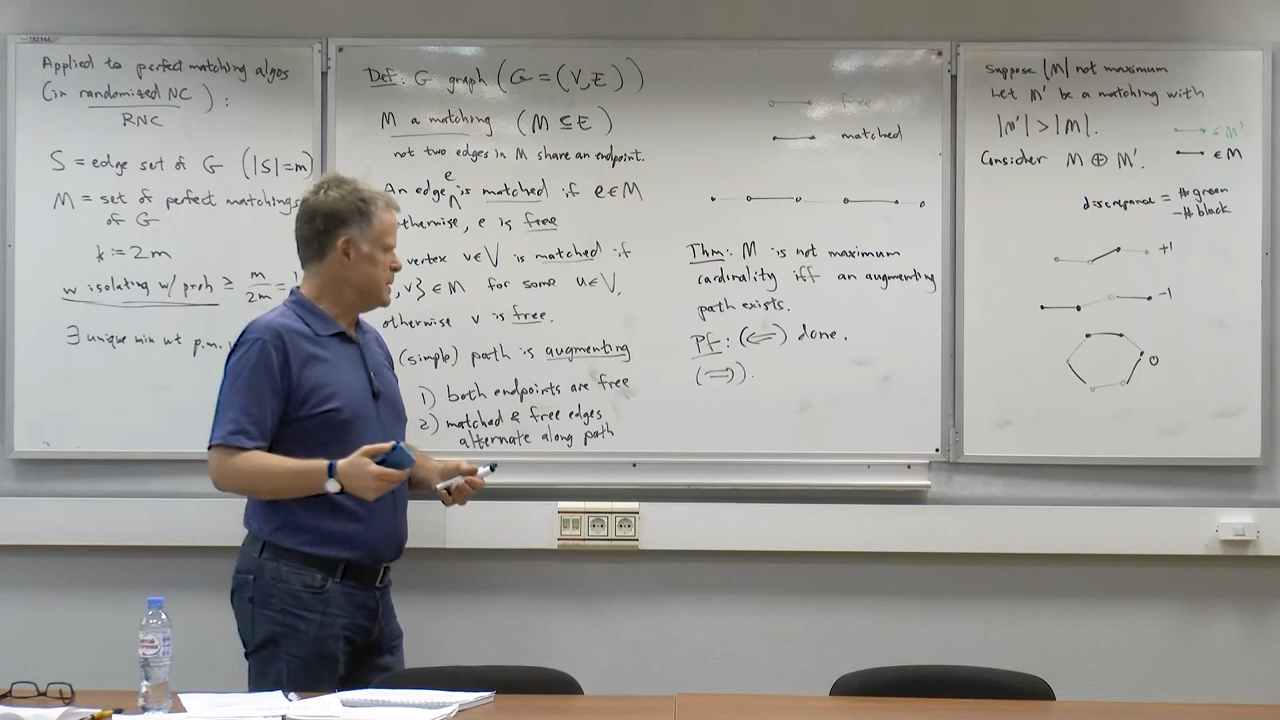 Applied to perfect matching algos
(in randomized NC) :
RNC
S = edge set of G (|S|=m)
M = set of perfect matchings
of G
k := 2m
w isolating w/ prob ≥ m/2m =
∃ unique min wt p.m.
Def: G graph (G = (V,E))
M a matching (M ⊆ E)
not two edges in M share an endpoint.
An edge e is matched if e∈M
otherwise, e is free
vertex v∈V is matched if
, v} ∈ M for some u∈V,
otherwise v is free.
(simple) path is augmenting
1) both endpoints are free
2) matched & free edges
alternate along path
free
matched
Thm: M is not maximum
cardinality iff an augmenting
path exists.
Pf: (⇐) done.
(⇒).
Suppose |M| not maximum
Let M' be a matching with
|M'| > |M|.
∈M'
Consider M ⊕ M'.
∈M
discrepance = # green
- # black
+1
-1
0